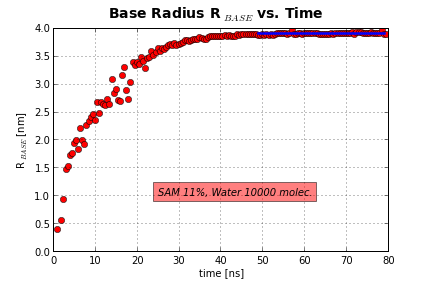 Base Radius R BASE vs. Time
R BASE [nm]
4.0
3.5
3.0
2.5
2.0
1.5
1.0
0.5
0.0
SAM 11%, Water 10000 molec.
0 10 20 30 40 50 60 70 80
time [ns]